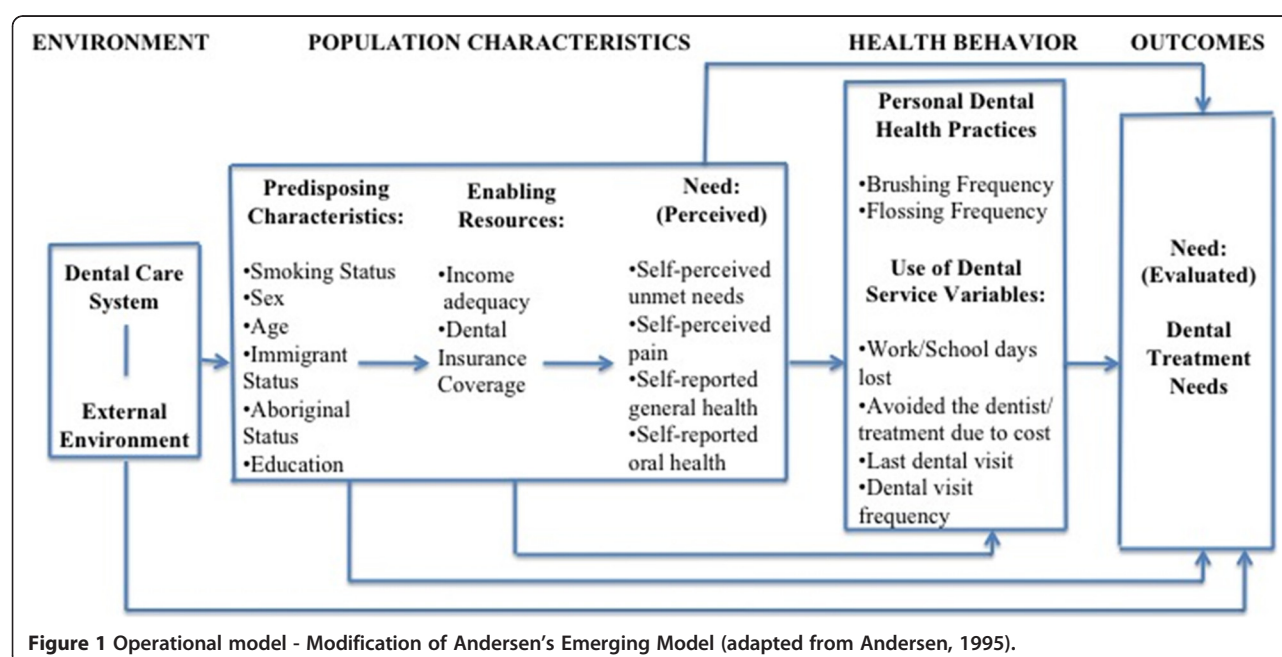 ENVIRONMENT POPULATION CHARACTERISTICS HEALTH BEHAVIOR OUTCOMES
Dental Care
System
External
Environment
Predisposing
Characteristics:
•Smoking Status
•Sex
•Age
•Immigrant
Status
•Aboriginal
Status
•Education
Enabling
Resources:
•Income
adequacy
•Dental
Insurance
Coverage
Need:
(Perceived)
•Self-perceived
unmet needs
•Self-perceived
pain
•Self-reported
general health
•Self-reported
oral health
Personal Dental
Health Practices
•Brushing Frequency
•Flossing Frequency
Use of Dental
Service Variables:
•Work/School days
lost
•Avoided the dentist/
treatment due to cost
•Last dental visit
•Dental visit
frequency
Need:
(Evaluated)
Dental
Treatment
Needs
Figure 1 Operational model - Modification of Andersen's Emerging Model (adapted from Andersen, 1995).